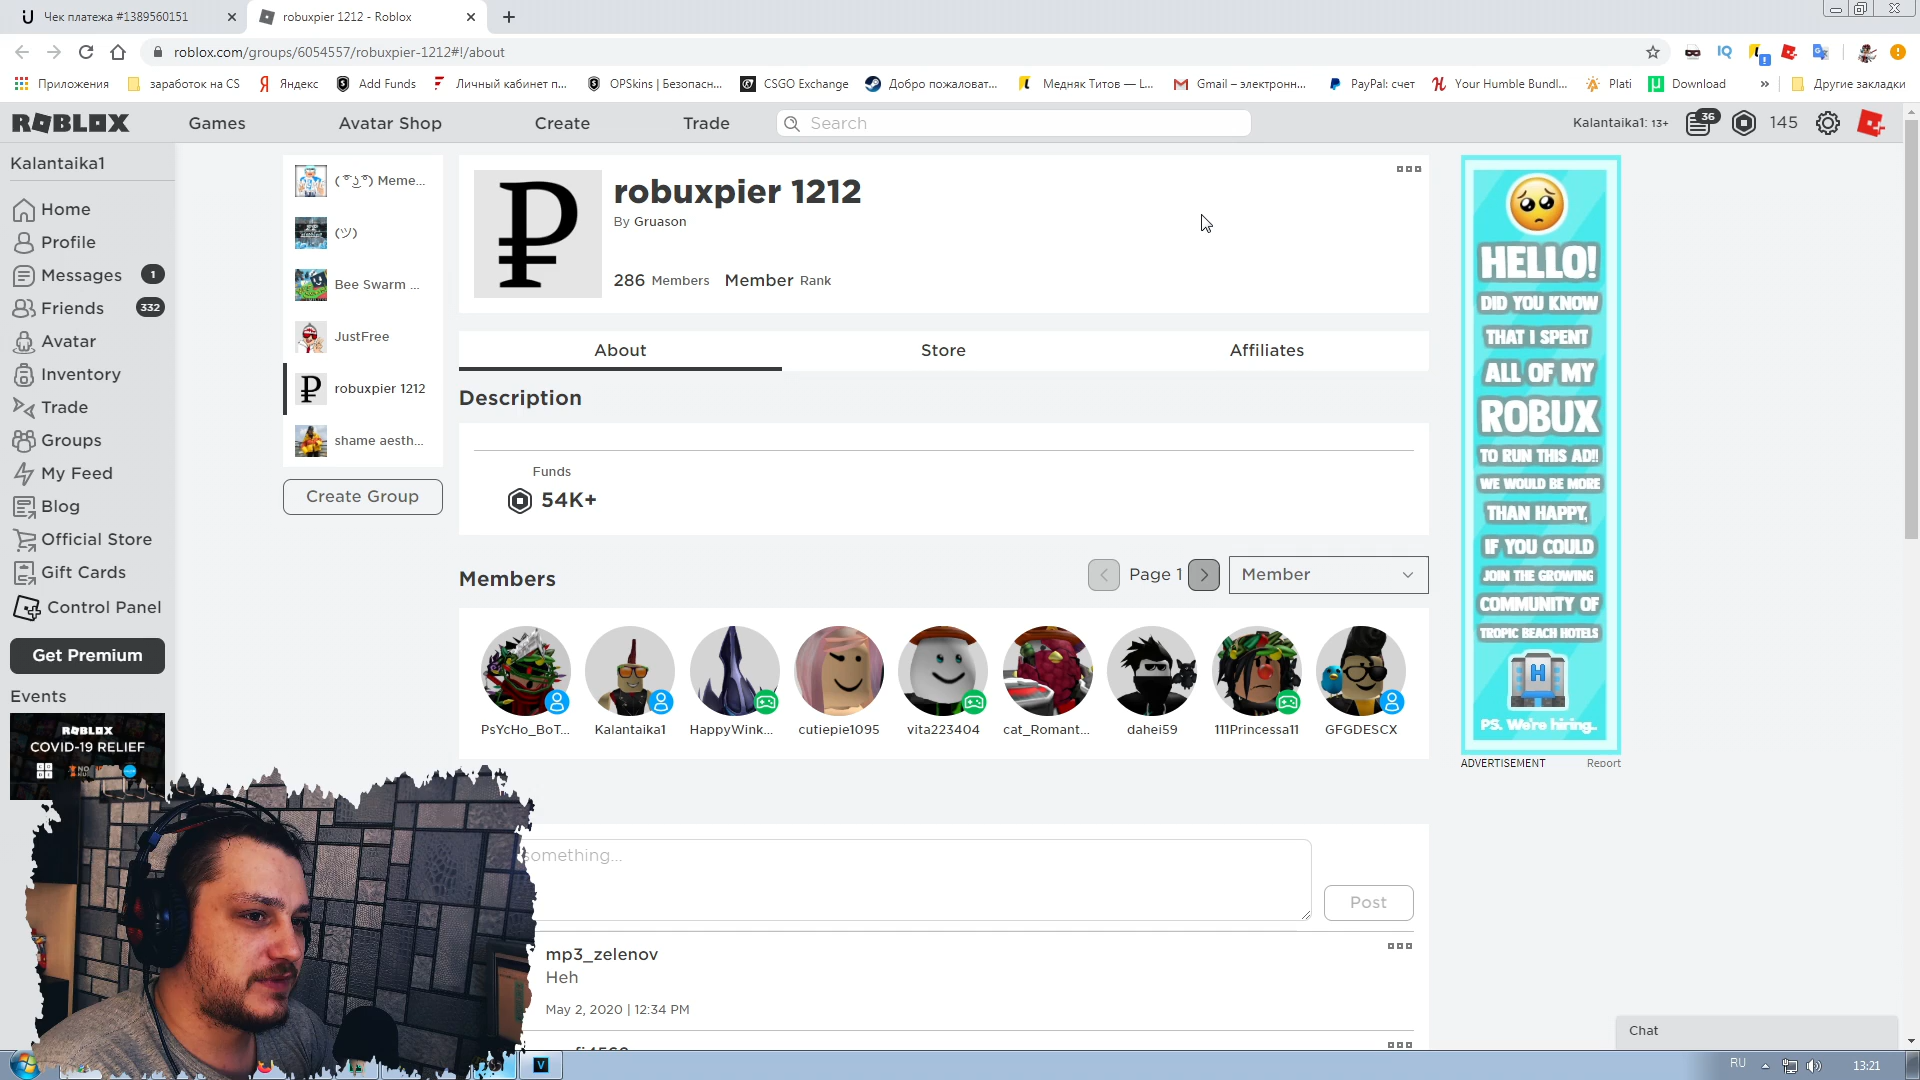 Чек платежа #1389560151
robuxpier 1212 - Roblox
roblox.com/groups/6054557/robuxpier-1212#!/about
Приложения
заработок на CS
Яндекс
Add Funds
Личный кабинет п...
OPSkins | Безопасн...
CSGO Exchange
Добро пожаловат...
Медняк Титов — L...
Gmail – электронн...
PayPal: счет
Your Humble Bundl...
Plati
Download
»
Другие закладки
ROBLOX
Games
Avatar Shop
Create
Trade
Search
Kalantaika1: 13+
36
145
Kalantaika1
Home
Profile
Messages 1
Friends 332
Avatar
Inventory
Trade
Groups
My Feed
Blog
Official Store
Gift Cards
Control Panel
Get Premium
Events
ROBLOX
COVID-19 RELIEF
( ͡° ͜ʖ ͡°) Meme...
(ツ)
Bee Swarm ...
JustFree
robuxpier 1212
shame aesth...
Create Group
₽
robuxpier 1212
By Gruason
286 Members Member Rank
About
Store
Affiliates
Description
Funds
54K+
Members
Page 1
Member
PsYcHo_BoT...
Kalantaika1
HappyWink...
cutiepie1095
vita223404
cat_Romant...
dahei59
111Princessa11
GFGDESCX
something...
Post
mp3_zelenov
Heh
May 2, 2020 | 12:34 PM
HELLO!
DID YOU KNOW
THAT I SPENT
ALL OF MY
ROBUX
TO RUN THIS AD!!
WE WOULD BE MORE
THAN HAPPY,
IF YOU COULD
JOIN THE GROWING
COMMUNITY OF
TROPIC BEACH HOTELS
H
PS. We're hiring..
ADVERTISEMENT
Report
Chat
V
RU
13:21